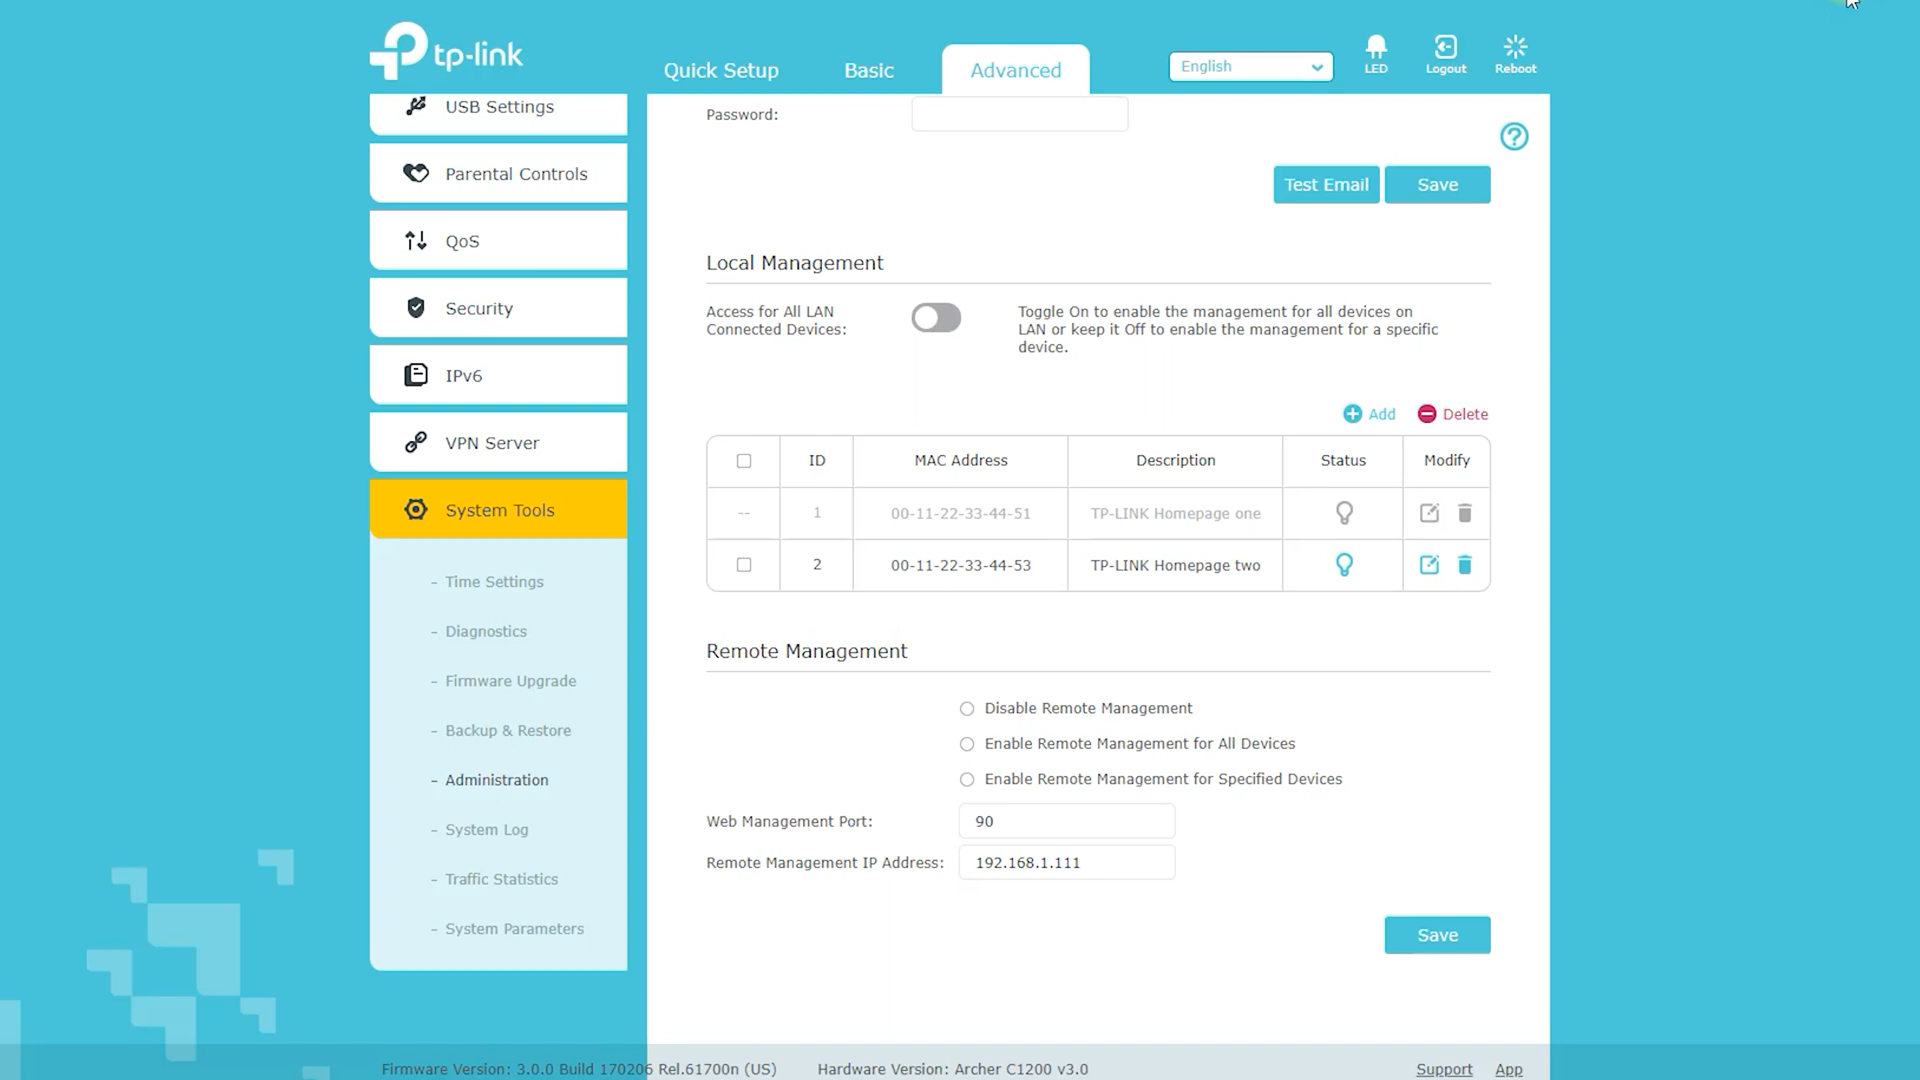 tp-link
Quick Setup
Basic
Advanced
English
LED
Logout
Reboot
USB Settings
Parental Controls
QoS
Security
IPv6
VPN Server
System Tools
- Time Settings
- Diagnostics
- Firmware Upgrade
- Backup & Restore
- Administration
- System Log
- Traffic Statistics
- System Parameters
Password:
Test Email
Save
Local Management
Access for All LAN
Connected Devices:
Toggle On to enable the management for all devices on
LAN or keep it Off to enable the management for a specific
device.
Add
Delete
ID MAC Address Description Status Modify
-- 1 00-11-22-33-44-51 TP-LINK Homepage one
2 00-11-22-33-44-53 TP-LINK Homepage two
Remote Management
Disable Remote Management
Enable Remote Management for All Devices
Enable Remote Management for Specified Devices
Web Management Port: 90
Remote Management IP Address: 192.168.1.111
Save
Firmware Version: 3.0.0 Build 170206 Rel.61700n (US)
Hardware Version: Archer C1200 v3.0
Support
App